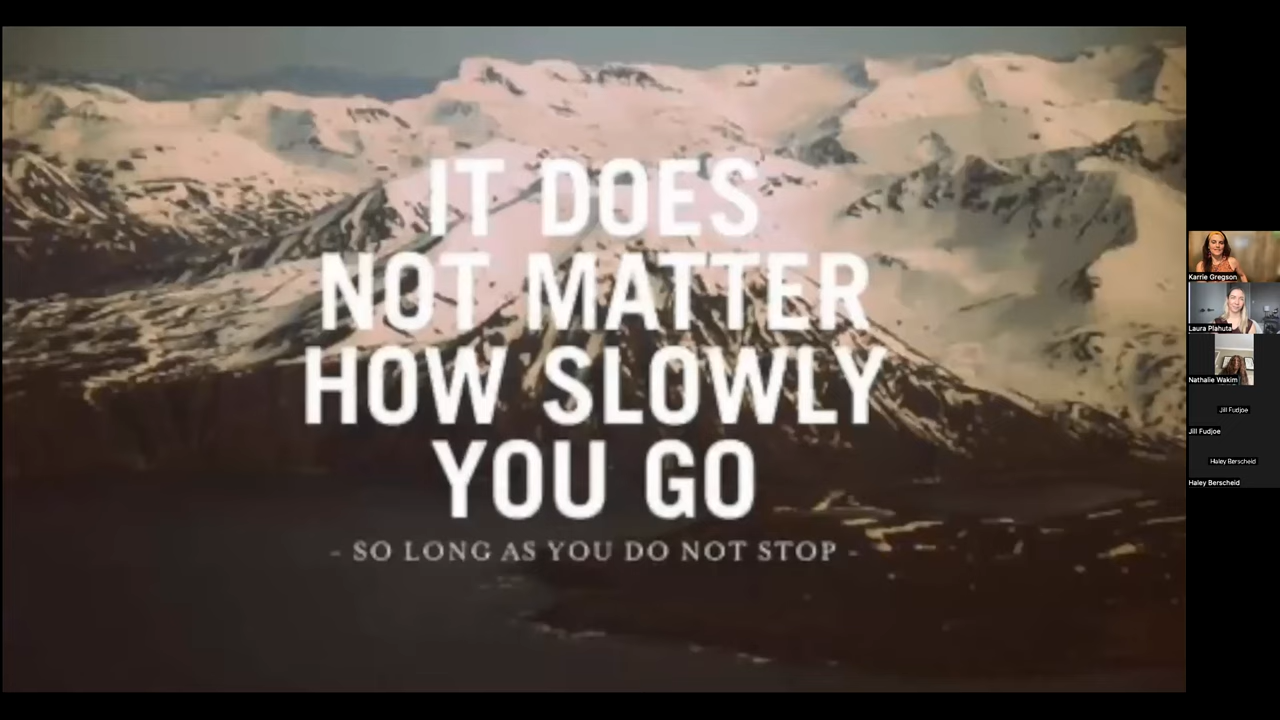 IT DOES
NOT MATTER
HOW SLOWLY
YOU GO
- SO LONG AS YOU DO NOT STOP -
Karrie Gregson
Laura Plahuta
Nathalie Wakim
Jill Fudjoe
Jill Fudjoe
Haley Berscheid
Haley Berscheid